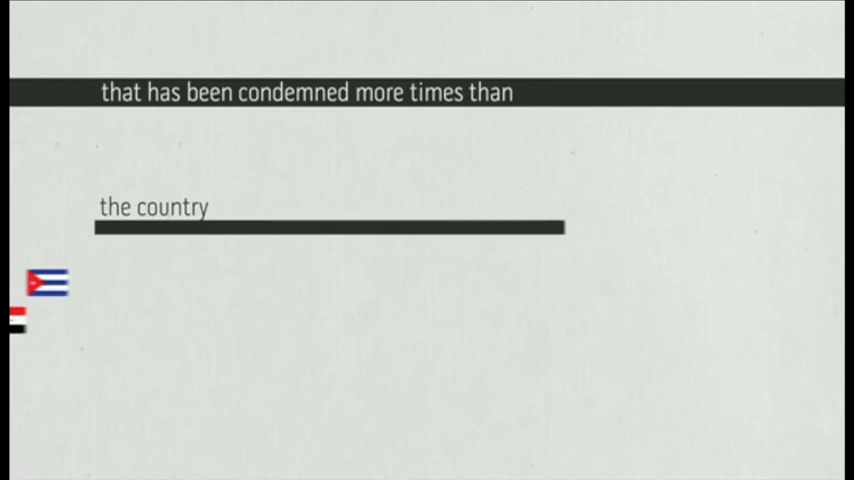 that has been condemned more times than
the country